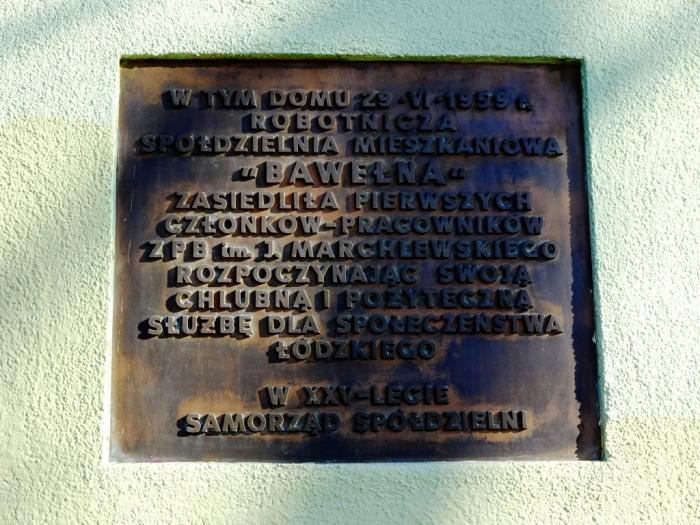 W TYM DOMU 29·VI·1959 r.
ROBOTNICZA
SPÓŁDZIELNIA MIESZKANIOWA
"BAWEŁNA"
ZASIEDLIŁA PIERWSZYCH
CZŁONKÓW-PRACOWNIKÓW
ZPB im. J. MARCHLEWSKIEGO
ROZPOCZYNAJĄC SWOJĄ
CHLUBNĄ I POŻYTECZNĄ
SŁUŻBĘ DLA SPOŁECZEŃSTWA
ŁÓDZKIEGO
W XXV-LECIE
SAMORZĄD SPÓŁDZIELNI